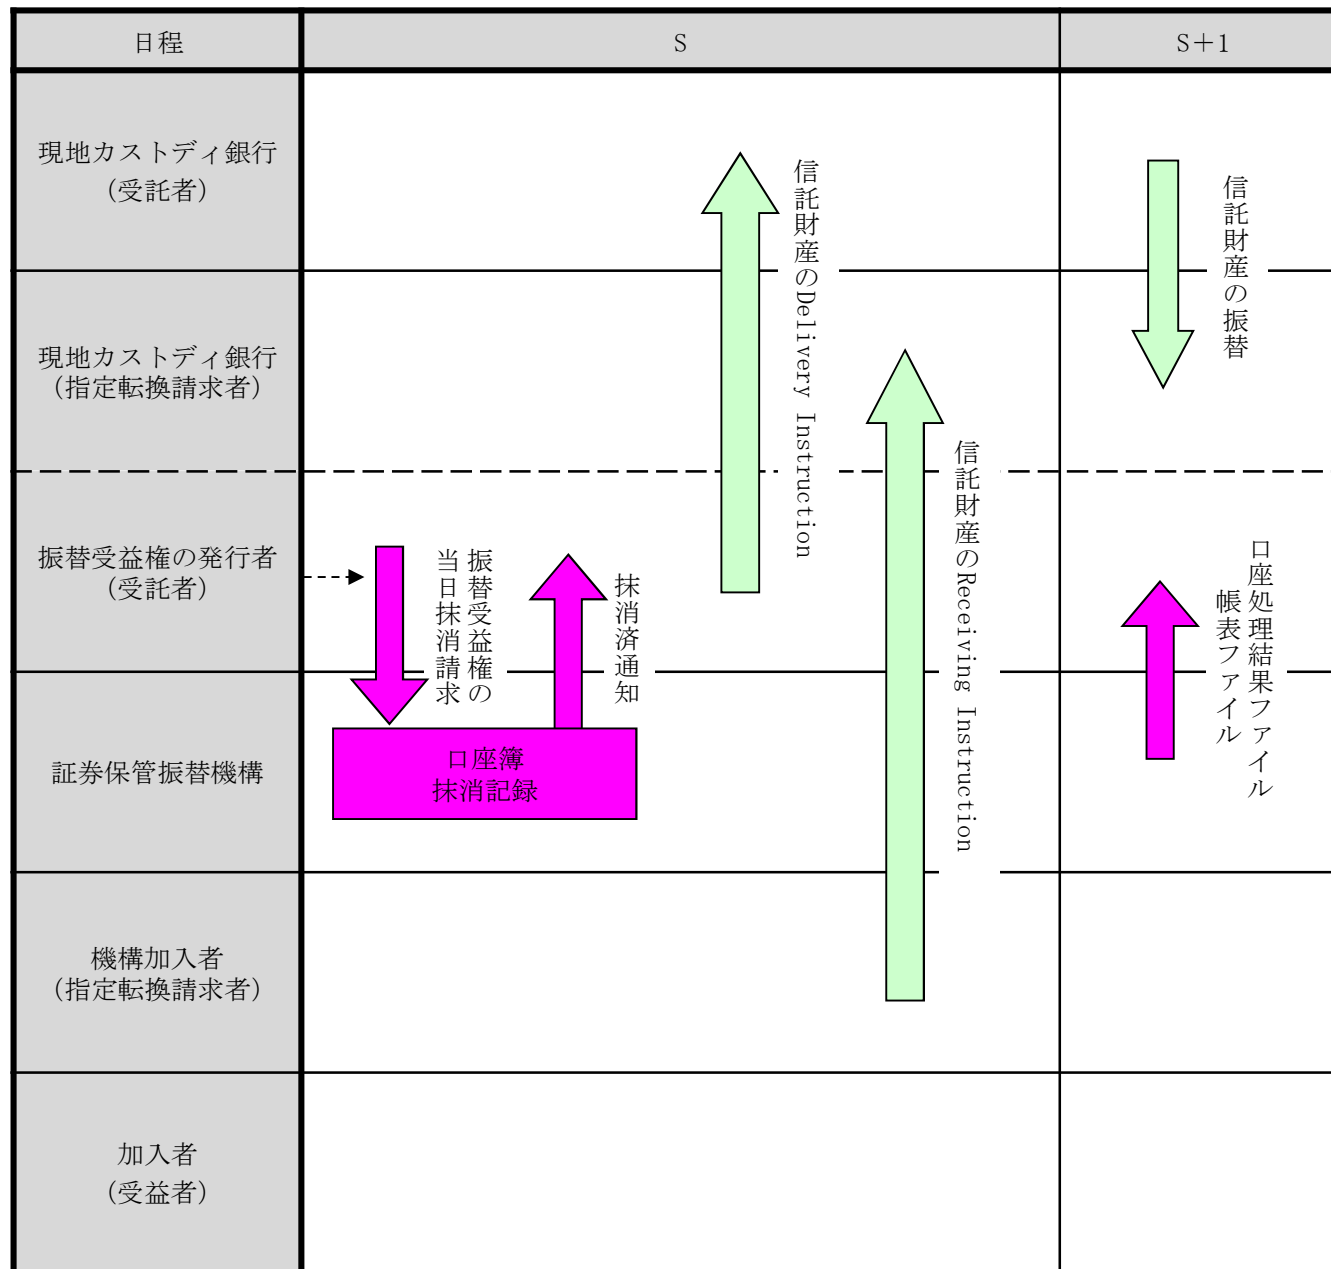 日程
S
S+1
現地カストディ銀行
(受託者)
信託財産のDelivery Instruction
信託財産の振替
現地カストディ銀行
(指定転換請求者)
信託財産のReceiving Instruction
振替受益権の発行者
(受託者)
振替受益権の
当日抹消請求
抹消済通知
口座処理結果ファイル
帳表ファイル
証券保管振替機構
口座簿
抹消記録
機構加入者
(指定転換請求者)
加入者
(受益者)